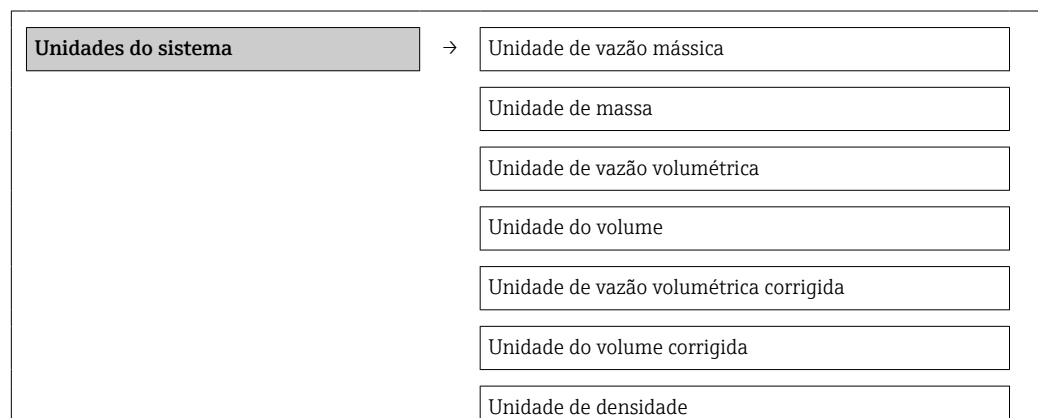 Unidades do sistema → Unidade de vazão mássica
Unidade de massa
Unidade de vazão volumétrica
Unidade do volume
Unidade de vazão volumétrica corrigida
Unidade do volume corrigida
Unidade de densidade